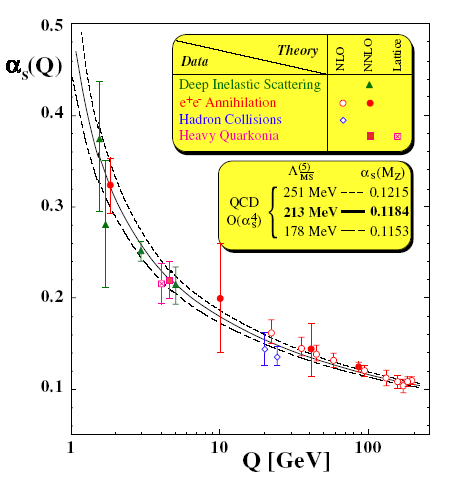 0.5
αs(Q)
0.4
0.3
0.2
0.1
Theory
Data
NLO
NNLO
Lattice
Deep Inelastic Scattering
e+e- Annihilation
Hadron Collisions
Heavy Quarkonia
Λ(5)MS αs(MZ)
QCD
O(αs4)
251 MeV 0.1215
213 MeV 0.1184
178 MeV 0.1153
1 10 100
Q [GeV]